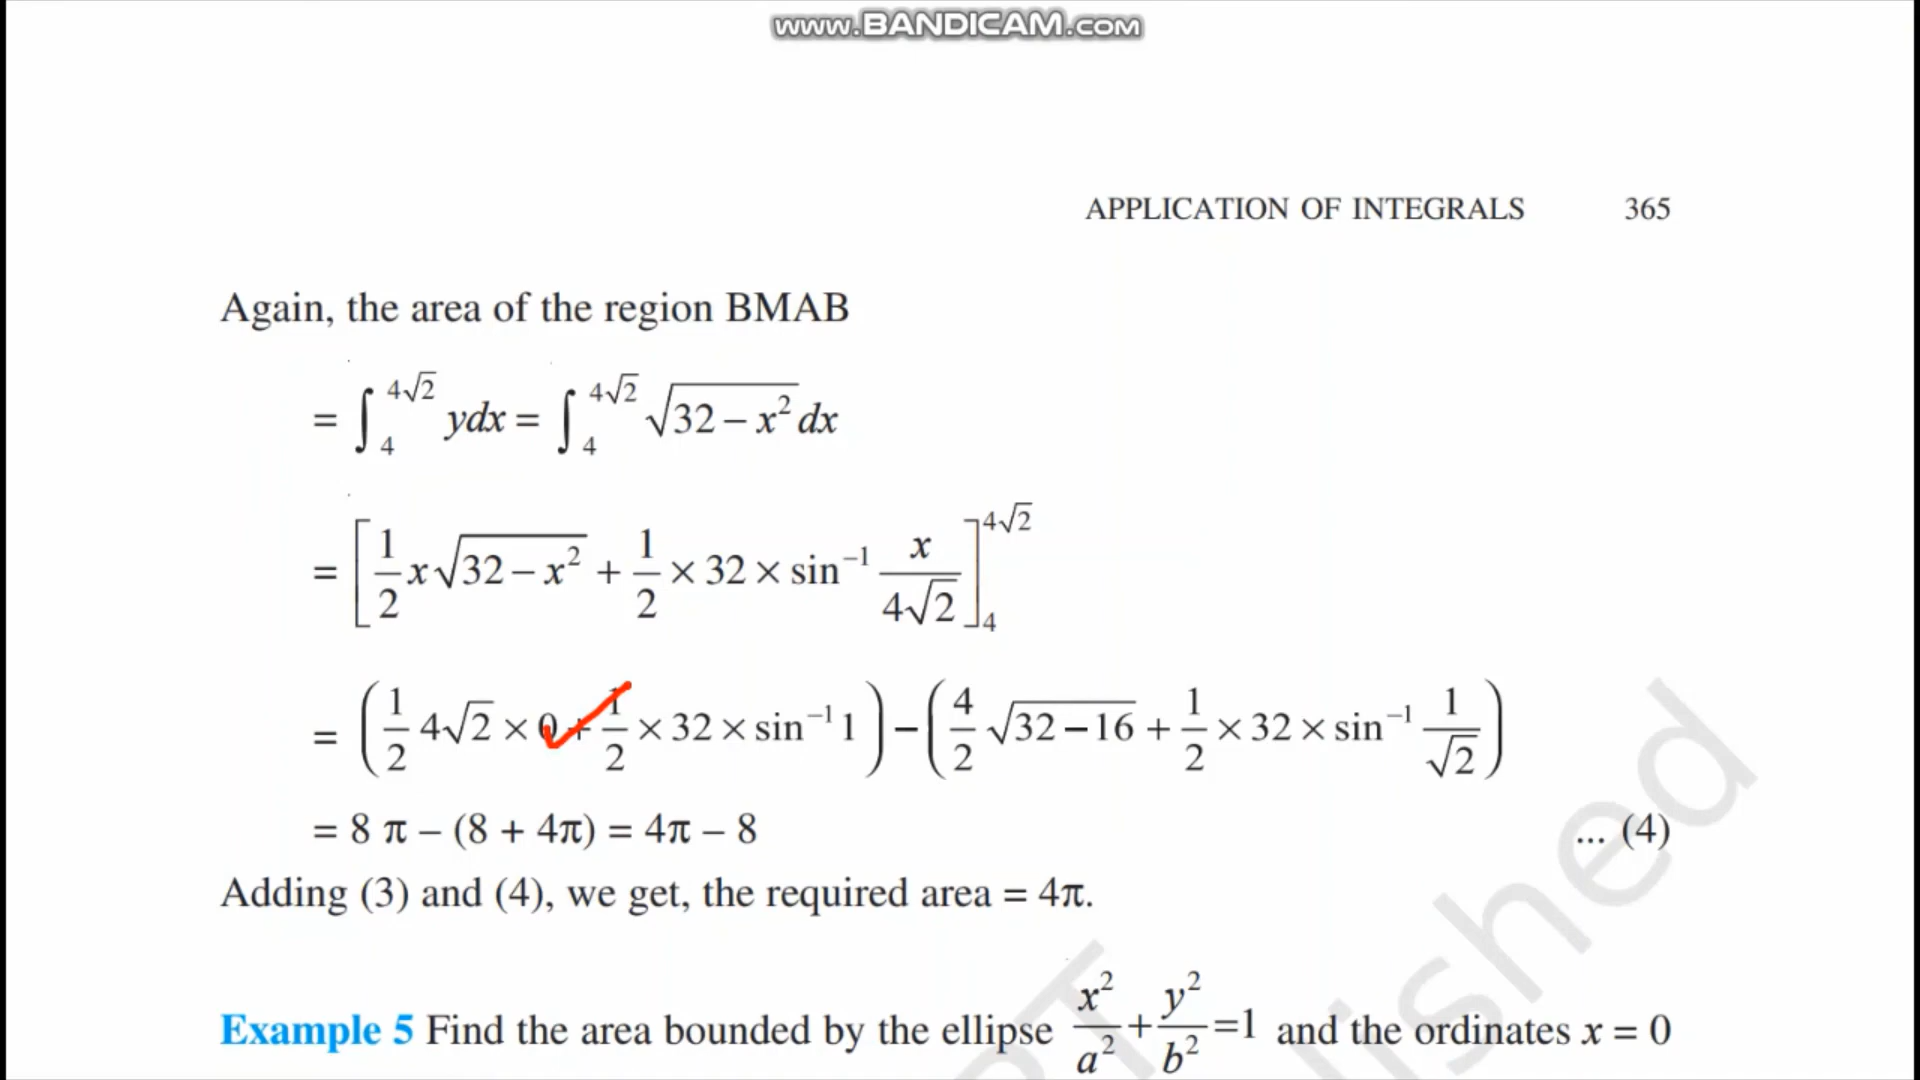 www.BANDICAM.com
APPLICATION OF INTEGRALS 365
Again, the area of the region BMAB
= ∫₄^{4√2} ydx = ∫₄^{4√2} √(32 – x²) dx
= [1/2 x√(32 – x²) + 1/2 × 32 × sin⁻¹ x/(4√2)]₄^{4√2}
= (1/2 4√2 × 0 + 1/2 × 32 × sin⁻¹ 1) – (4/2 √(32 – 16) + 1/2 × 32 × sin⁻¹ 1/√2)
= 8 π – (8 + 4π) = 4π – 8 ... (4)
Adding (3) and (4), we get, the required area = 4π.
Example 5 Find the area bounded by the ellipse x²/a² + y²/b² =1 and the ordinates x = 0